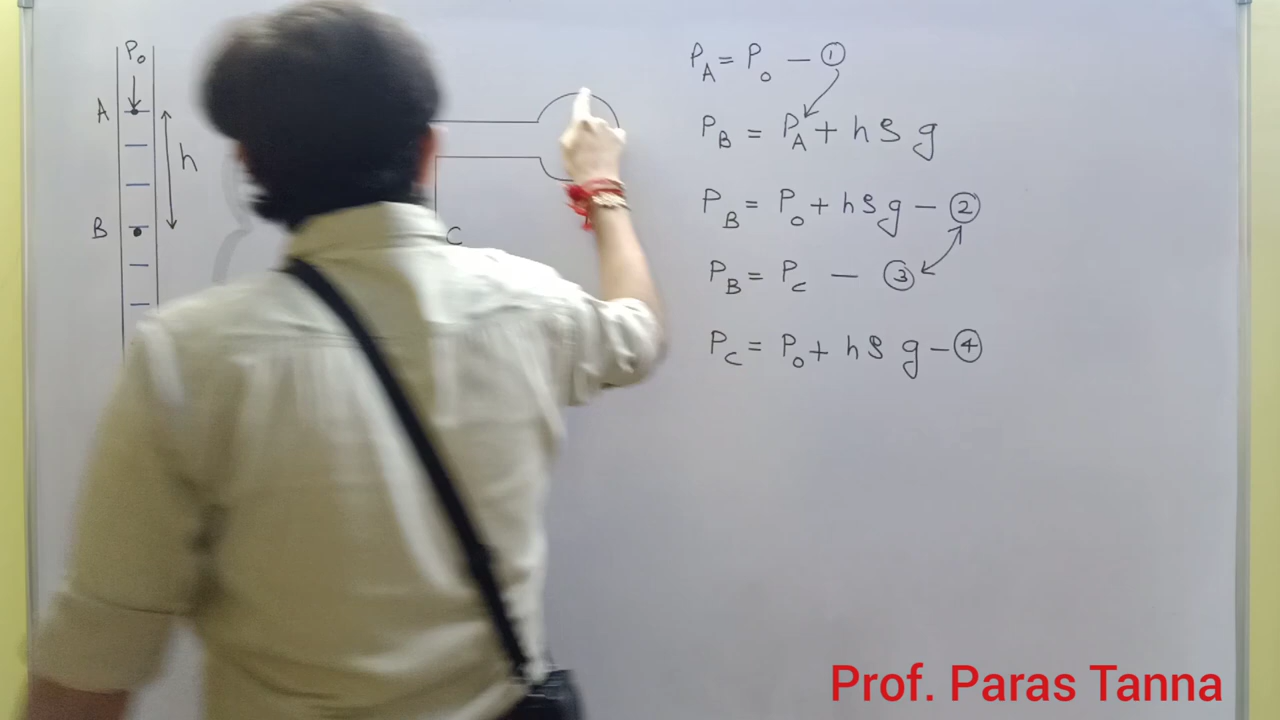 P₀
A
h
B
C
P_A = P₀ — ①
P_B = P_A + hρg
P_B = P₀ + hρg — ②
P_B = P_C — ③
P_C = P₀ + hρg — ④
Prof. Paras Tanna